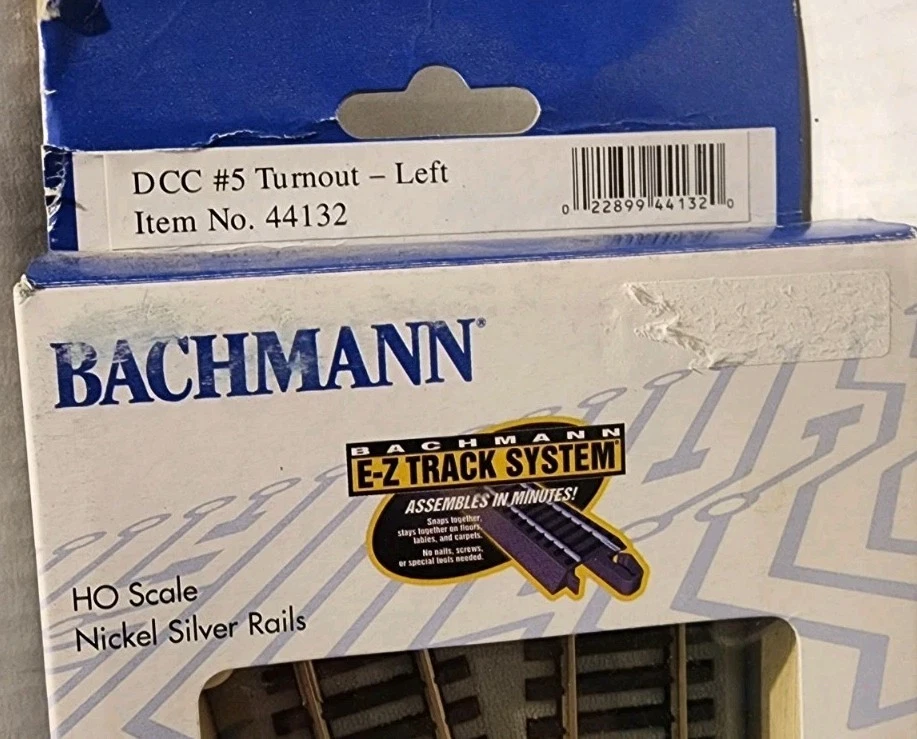 DCC #5 Turnout – Left
Item No. 44132
0 22899 44132 0
BACHMANN®
BACHMANN
E-Z TRACK SYSTEM®
ASSEMBLES IN MINUTES!
Snaps together,
stays together on floors,
tables, and carpets.
No nails, screws,
or special tools needed.
HO Scale
Nickel Silver Rails